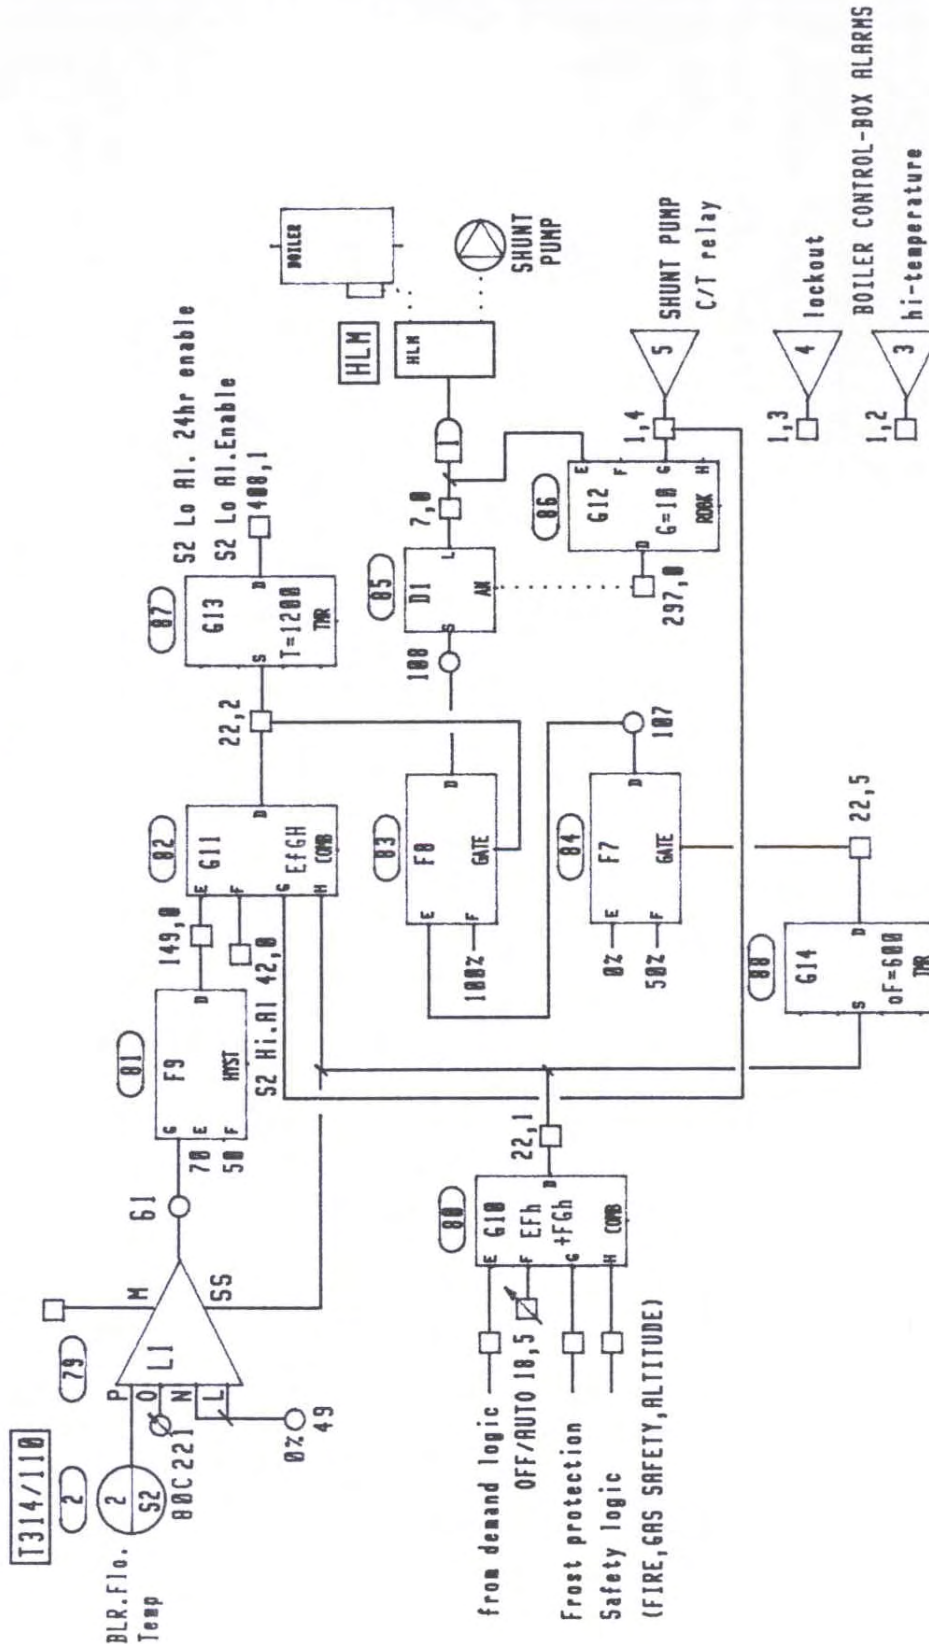 T314/110
2
BLR.Flo.
Temp
2
S2
80C 221
79
P
O
N
L
L1
M
SS
0%
49
61
81
F9
G
E
F
D
HYST
70
50
S2 Hi.Al 42,0
149,0
82
G11
EfGH
COMB
E
F
G
H
D
22,2
87
S2 Lo Al. 24hr enable
S2 Lo Al.Enable
G13
T=1200
TMR
S
D
408,1
83
F8
GATE
E
F
D
100%
108
85
D1
S
L
AN
7,0
1
HLM
HLM
BOILER
SHUNT
PUMP
84
F7
GATE
E
F
D
0%
50%
107
86
G12
G=10
RDBK
D
E
F
G
H
297,0
1,4
5
SHUNT PUMP
C/T relay
80
G10
EFh
+FGh
COMB
E
F
G
H
D
22,1
from demand logic
OFF/AUTO 18,5
Frost protection
Safety logic
(FIRE,GAS SAFETY,ALTITUDE)
88
G14
oF=600
TMR
S
D
22,5
1,3
4
lockout
BOILER CONTROL-BOX ALARMS
1,2
3
hi-temperature